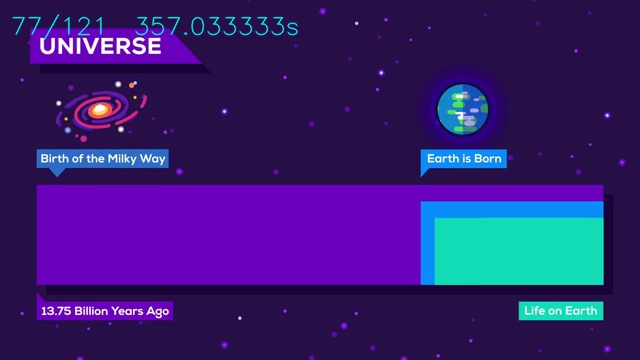 77/121 357.033333s
UNIVERSE
Birth of the Milky Way
Earth is Born
13.75 Billion Years Ago
Life on Earth